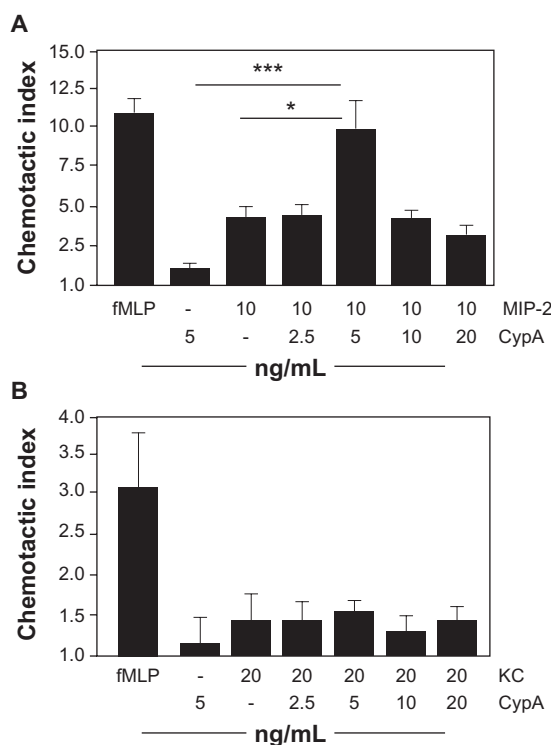 A
Chemotactic index
15.0
12.5
10.0
7.5
5.0
2.5
1.0
***
*
fMLP - 10 10 10 10 10 MIP-2
5 - 2.5 5 10 20 CypA
ng/mL
B
Chemotactic index
4.0
3.5
3.0
2.0
1.5
1.0
fMLP - 20 20 20 20 20 KC
5 - 2.5 5 10 20 CypA
ng/mL